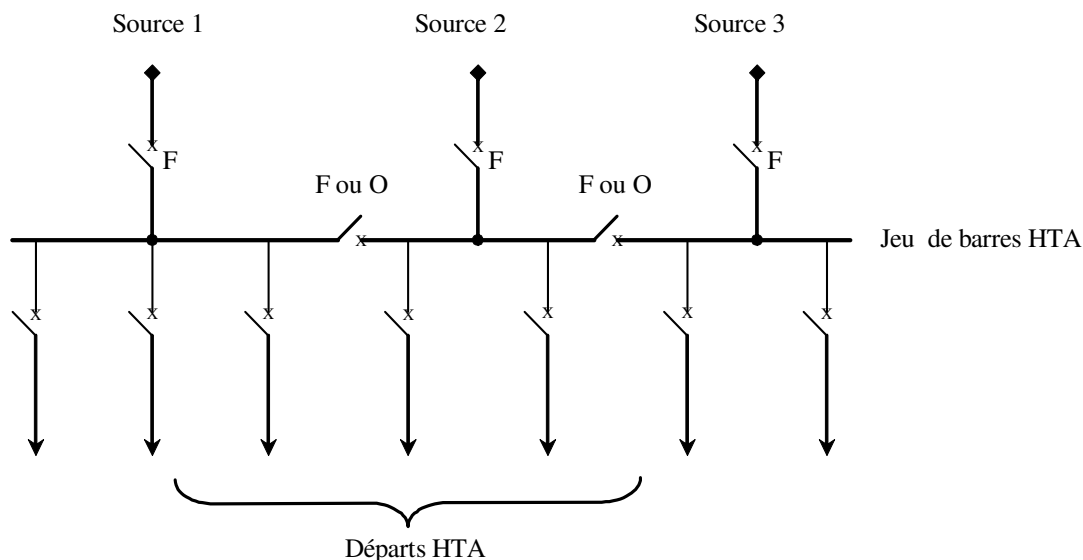 Source 1
Source 2
Source 3
F
F
F
F ou O
F ou O
Jeu de barres HTA
Départs HTA